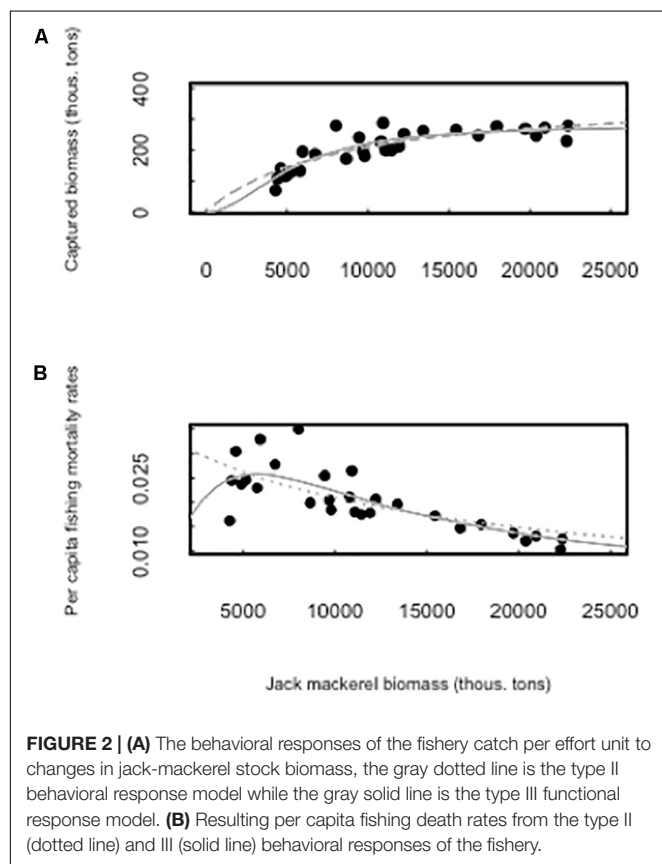 A
Captured biomass (thous. tons)
400
200
0
0 5000 10000 15000 20000 25000
B
Per capita fishing mortality rates
0.025
0.010
5000 10000 15000 20000 25000
Jack mackerel biomass (thous. tons)
FIGURE 2 | (A) The behavioral responses of the fishery catch per effort unit to
changes in jack-mackerel stock biomass, the gray dotted line is the type II
behavioral response model while the gray solid line is the type III functional
response model. (B) Resulting per capita fishing death rates from the type II
(dotted line) and III (solid line) behavioral responses of the fishery.